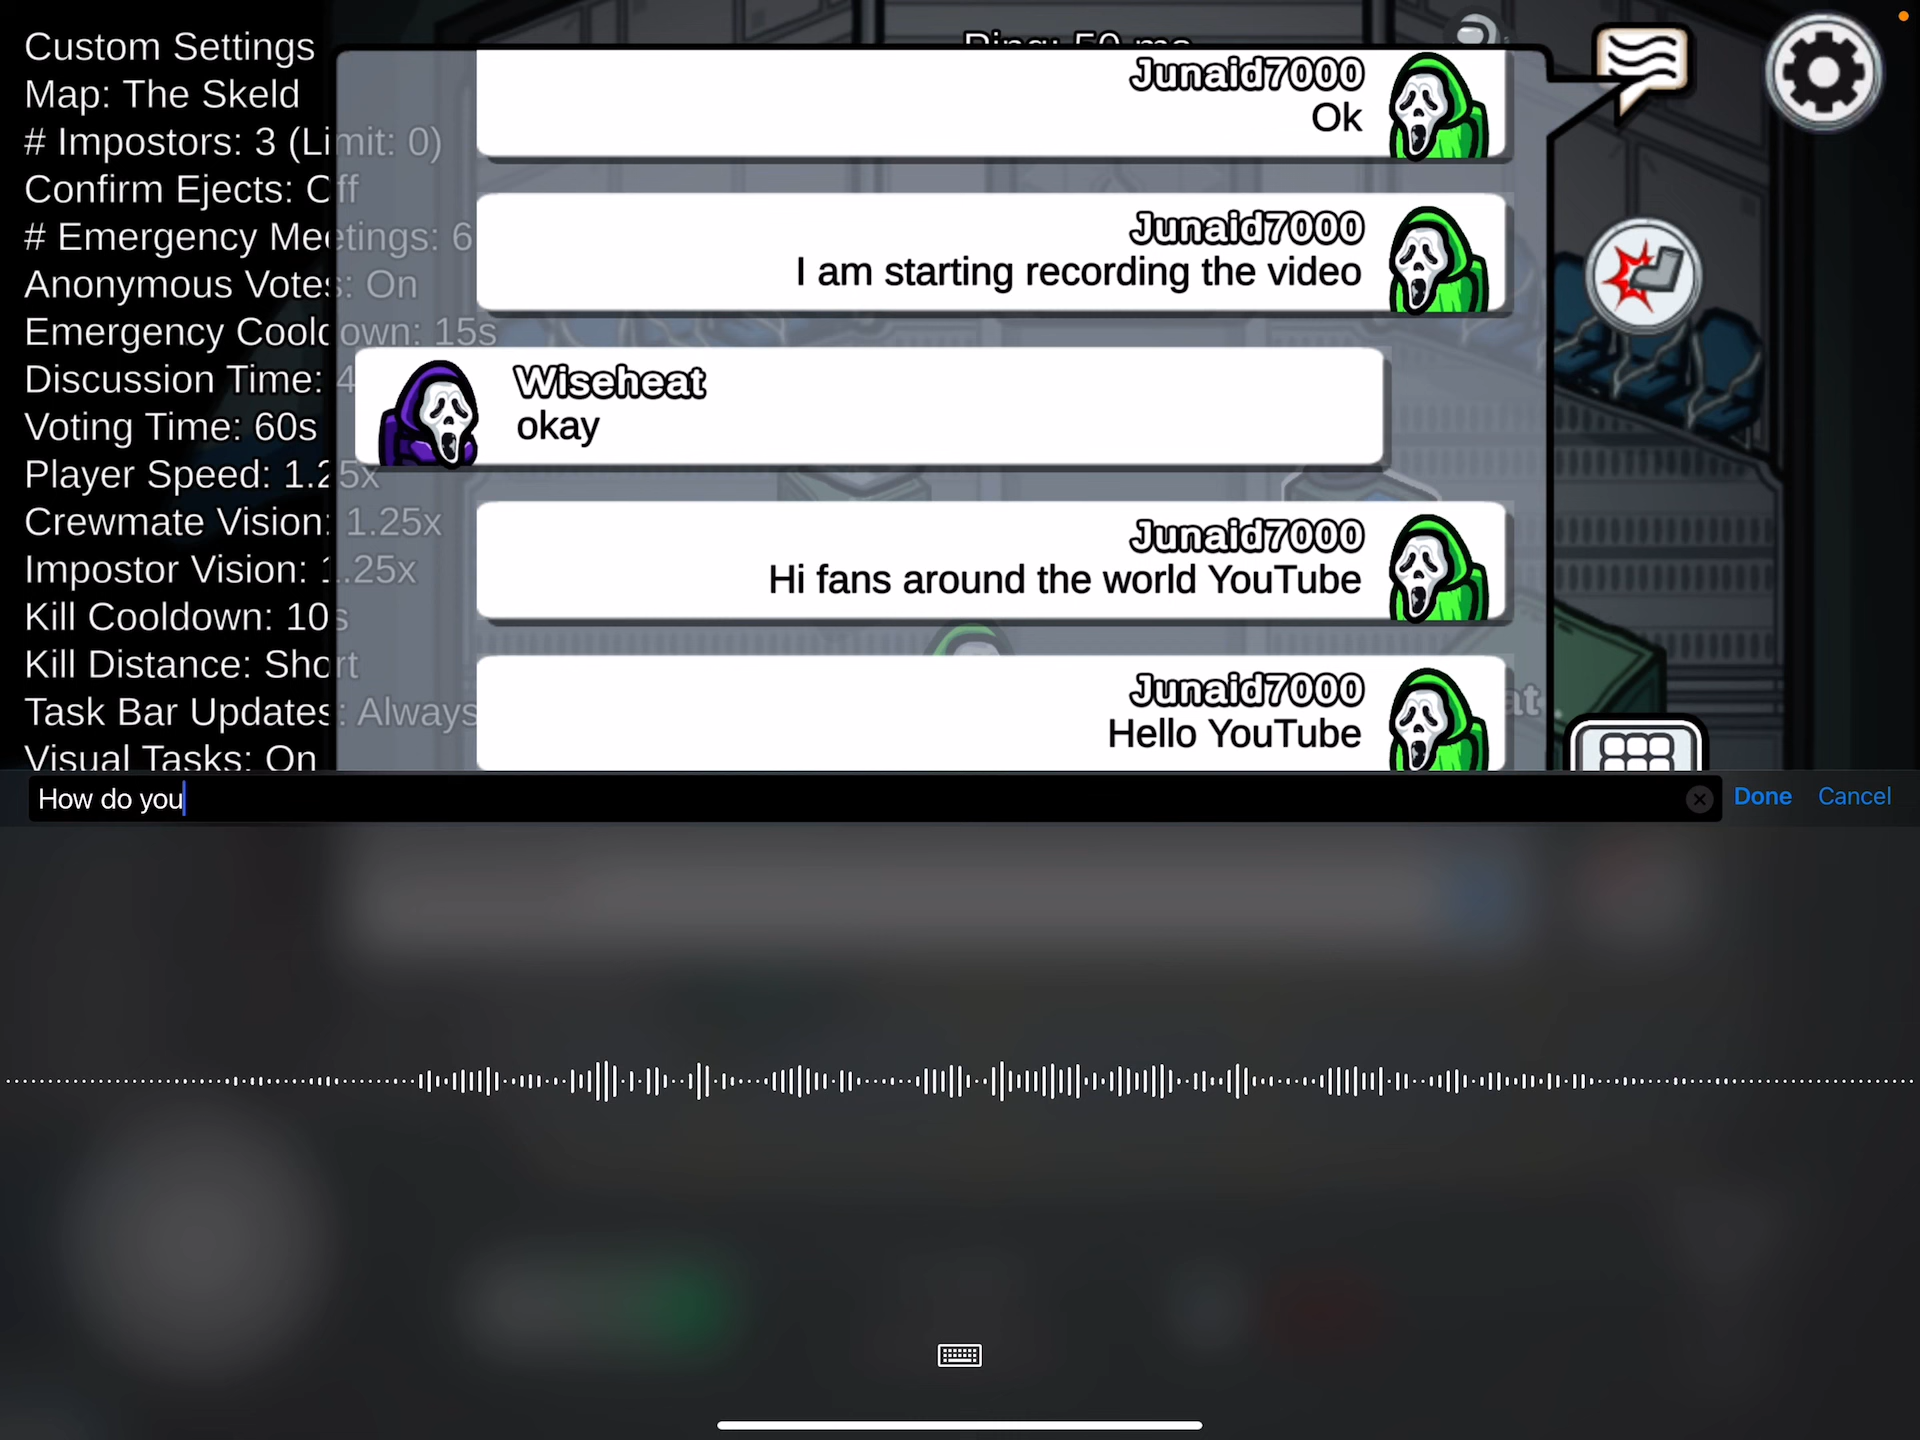 Custom Settings
Map: The Skeld
# Impostors: 3 (Limit: 0)
Confirm Ejects: Off
# Emergency Meetings: 6
Anonymous Votes: On
Emergency Cooldown: 15s
Discussion Time: 4
Voting Time: 60s
Player Speed: 1.25x
Crewmate Vision: 1.25x
Impostor Vision: 1.25x
Kill Cooldown: 10s
Kill Distance: Short
Task Bar Updates: Always
Visual Tasks: On
Ping: 50 ms
Junaid7000
Ok
Junaid7000
I am starting recording the video
Wiseheat
okay
Junaid7000
Hi fans around the world YouTube
Junaid7000
Hello YouTube
How do you
Done
Cancel